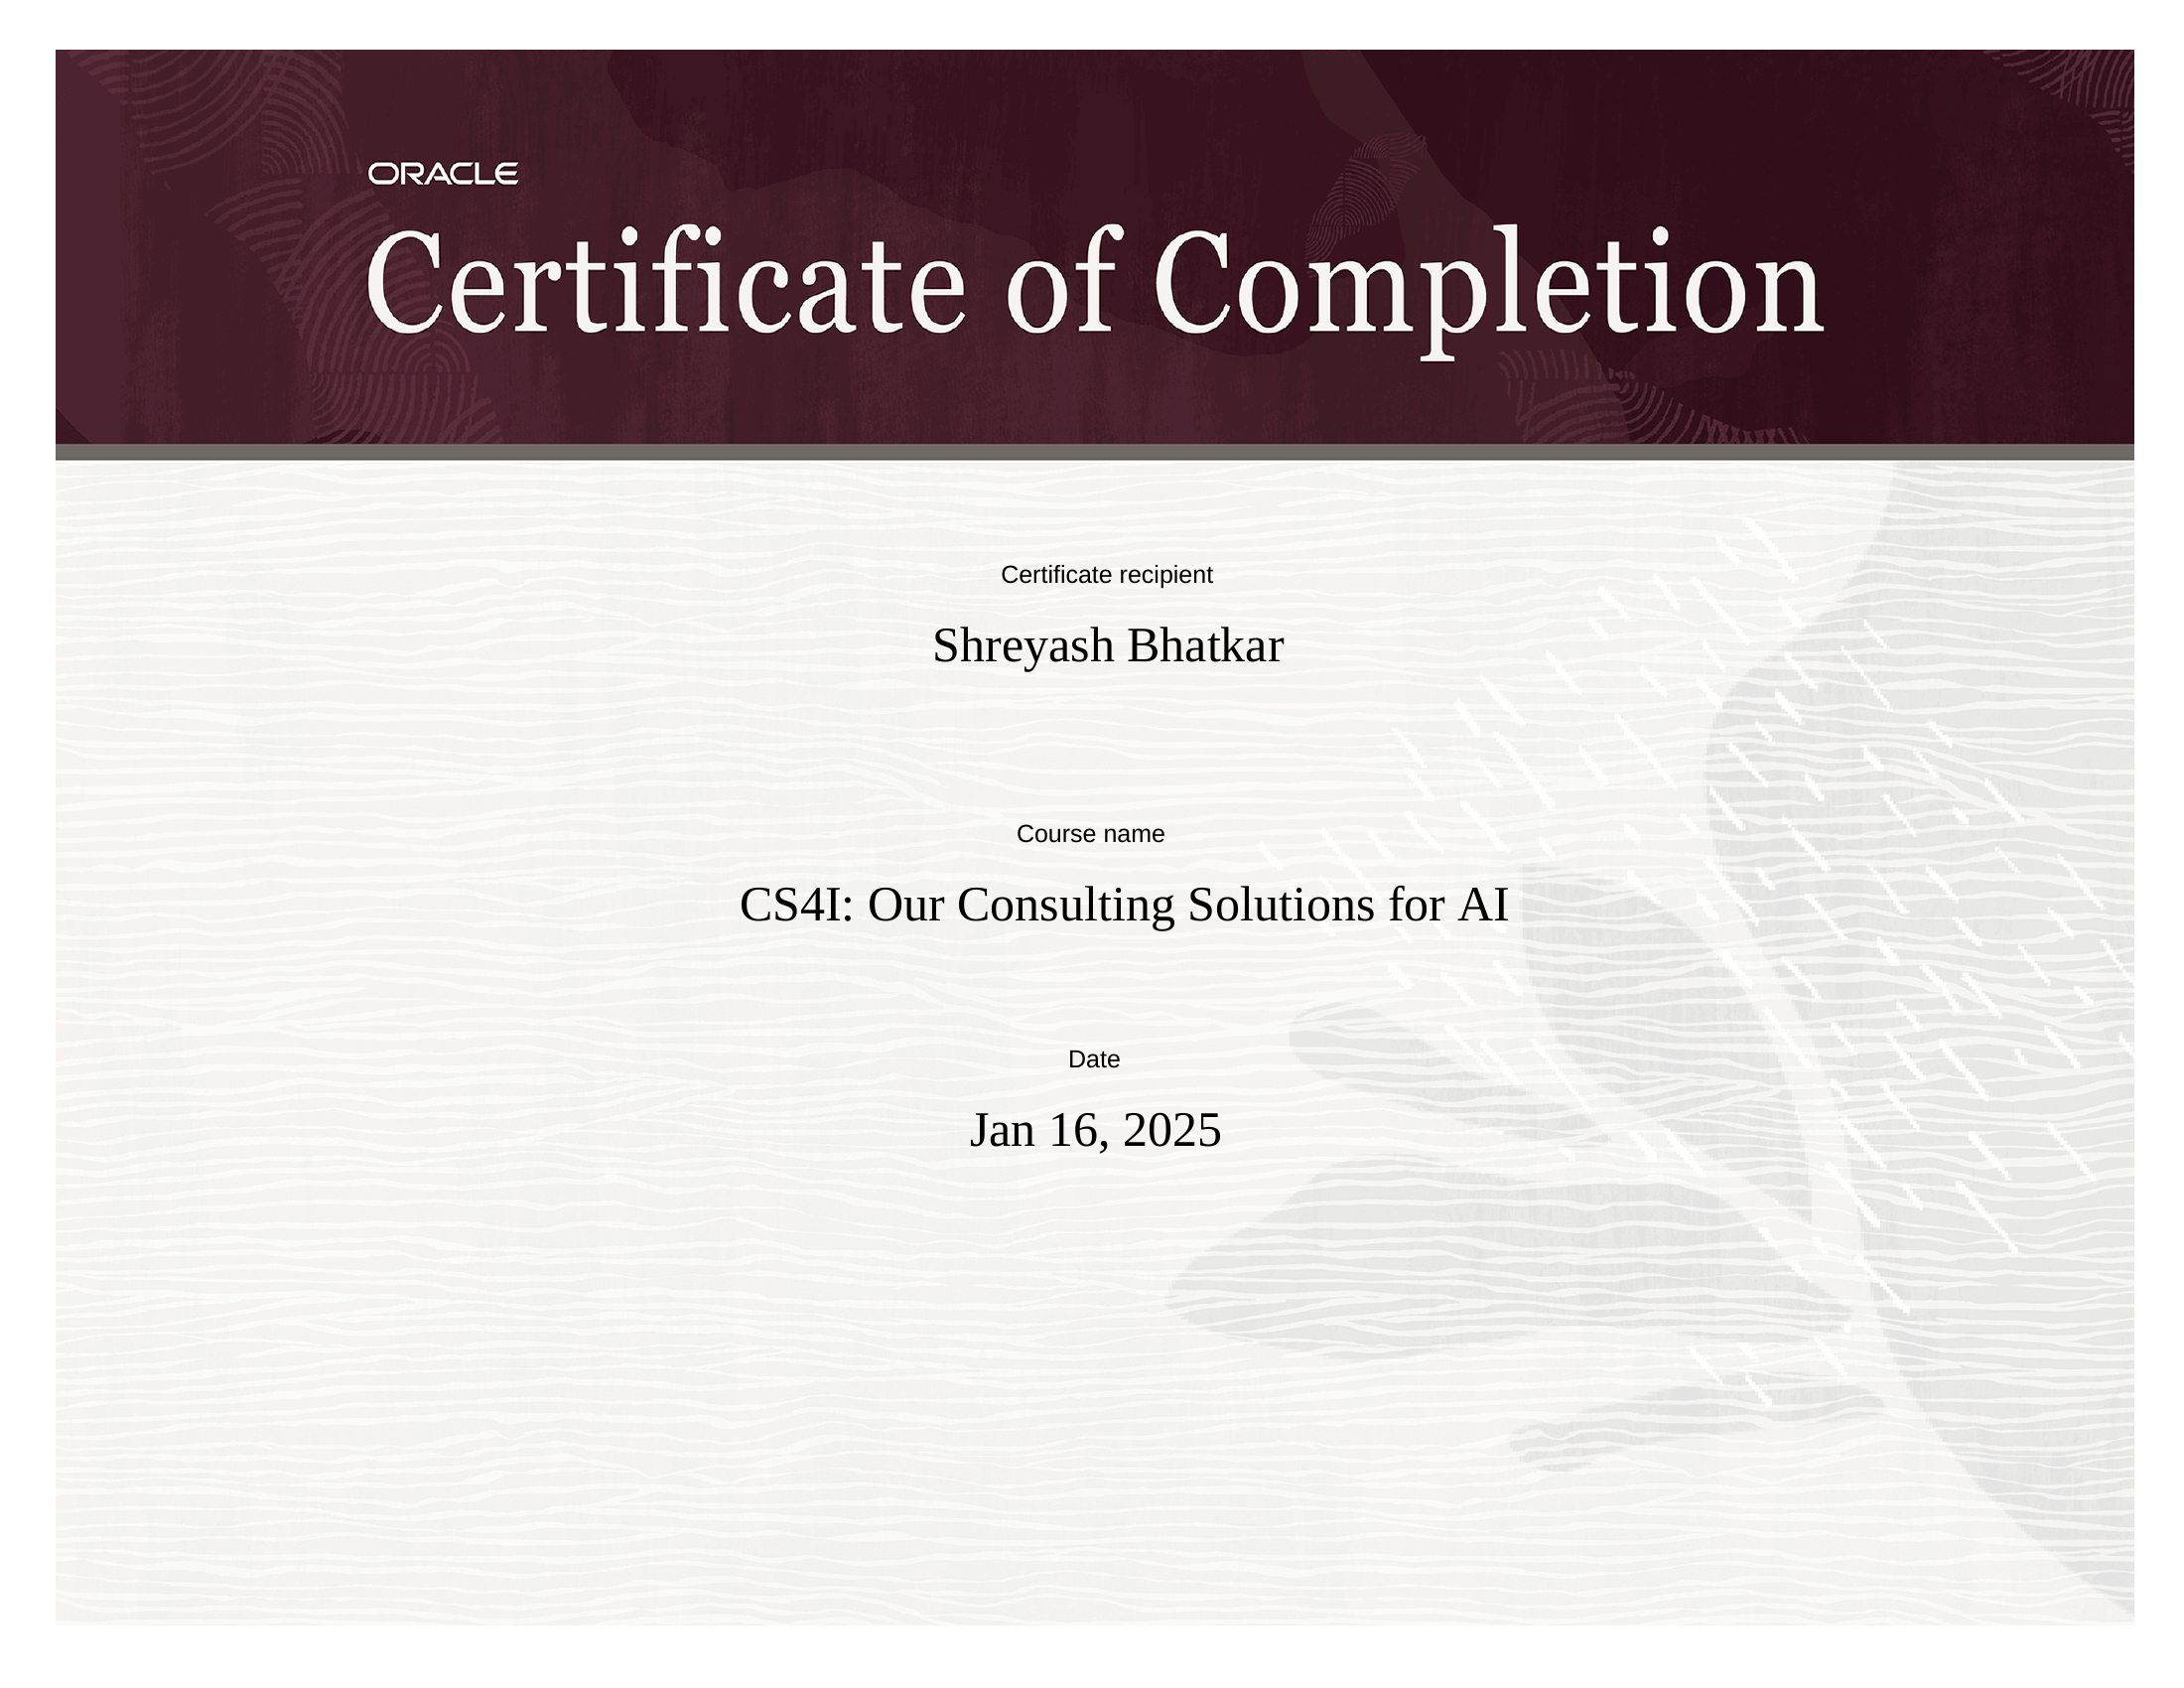 ORACLE
Certificate of Completion
Certificate recipient
Shreyash Bhatkar
Course name
CS4I: Our Consulting Solutions for AI
Date
Jan 16, 2025